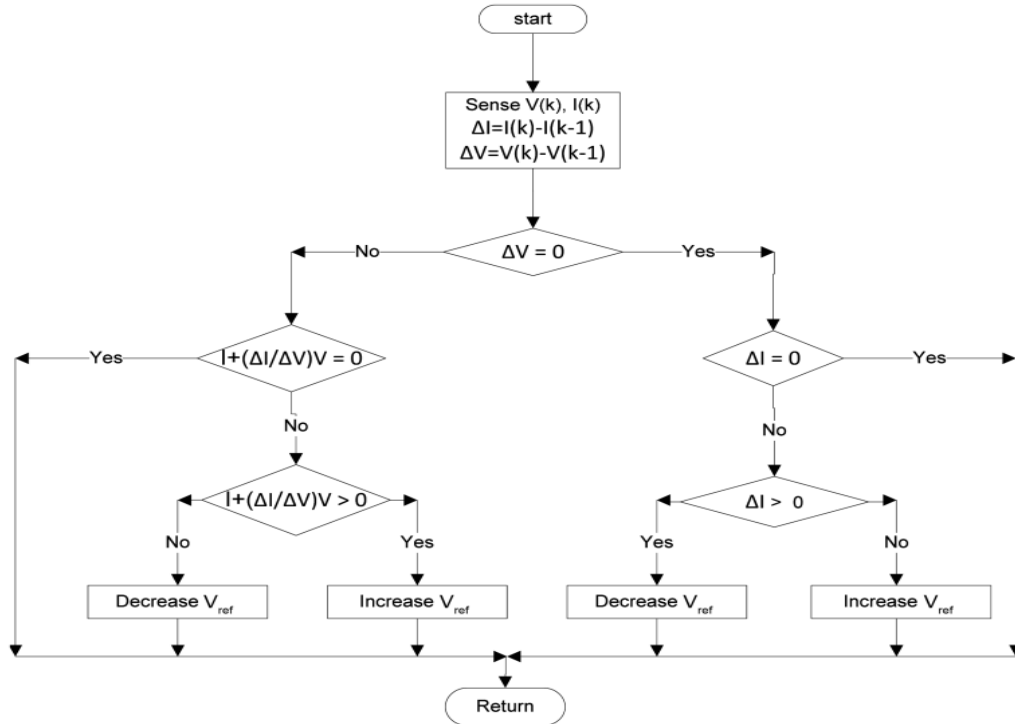 start
Sense V(k), I(k)
ΔI=I(k)-I(k-1)
ΔV=V(k)-V(k-1)
No
ΔV = 0
Yes
Yes
I+(ΔI/ΔV)V = 0
ΔI = 0
Yes
No
No
I+(ΔI/ΔV)V > 0
ΔI > 0
No
Yes
Yes
No
Decrease Vref
Increase Vref
Decrease Vref
Increase Vref
Return